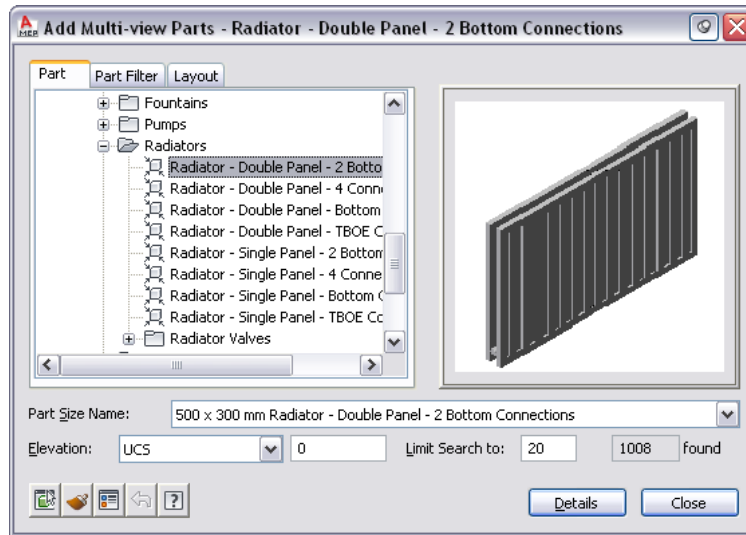 A MEP Add Multi-view Parts - Radiator - Double Panel - 2 Bottom Connections
Part Part Filter Layout
Fountains
Pumps
Radiators
Radiator - Double Panel - 2 Botto
Radiator - Double Panel - 4 Conn
Radiator - Double Panel - Bottom
Radiator - Double Panel - TBOE C
Radiator - Single Panel - 2 Bottom
Radiator - Single Panel - 4 Conne
Radiator - Single Panel - Bottom C
Radiator - Single Panel - TBOE Co
Radiator Valves
Part Size Name: 500 x 300 mm Radiator - Double Panel - 2 Bottom Connections
Elevation: UCS 0 Limit Search to: 20 1008 found
? Details Close